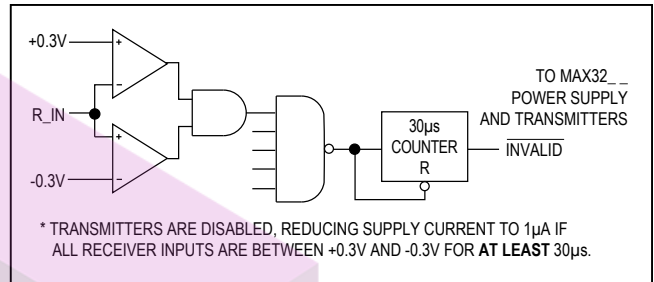 +0.3V
+
-
R_IN
+
-
-0.3V
30µs
COUNTER
R
TO MAX32_ _
POWER SUPPLY
AND TRANSMITTERS
INVALID
* TRANSMITTERS ARE DISABLED, REDUCING SUPPLY CURRENT TO 1µA IF
ALL RECEIVER INPUTS ARE BETWEEN +0.3V AND -0.3V FOR AT LEAST 30µs.